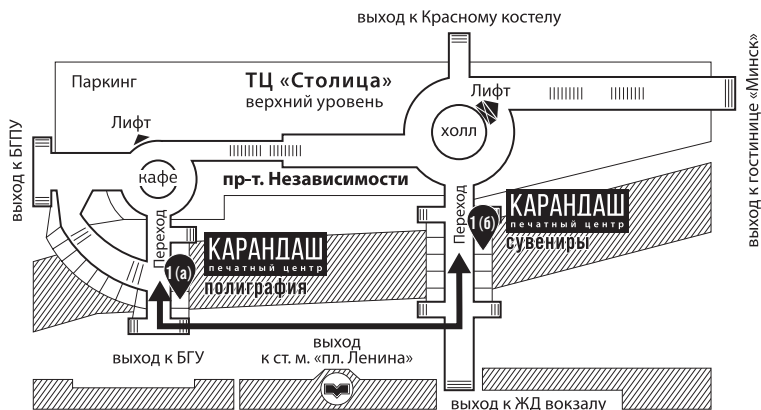 выход к Красному костелу
Паркинг
ТЦ «Столица»
верхний уровень
Лифт
Лифт
холл
выход к гостинице «Минск»
выход к БГПУ
кафе
пр-т. Независимости
Переход
Переход
1(а)
КАРАНДАШ
печатный центр
полиграфия
1(б)
КАРАНДАШ
печатный центр
сувениры
выход к БГУ
выход
к ст. м. «пл. Ленина»
выход к ЖД вокзалу